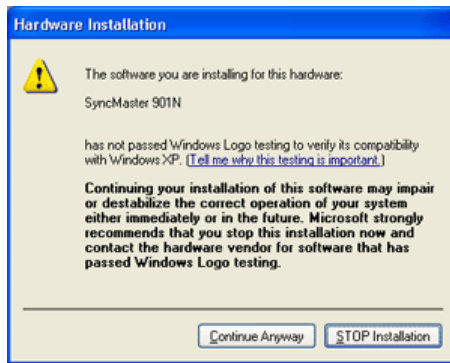 Hardware Installation
The software you are installing for this hardware:
SyncMaster 901N
has not passed Windows Logo testing to verify its compatibility
with Windows XP. (Tell me why this testing is important.)
Continuing your installation of this software may impair
or destabilize the correct operation of your system
either immediately or in the future. Microsoft strongly
recommends that you stop this installation now and
contact the hardware vendor for software that has
passed Windows Logo testing.
Continue Anyway STOP Installation